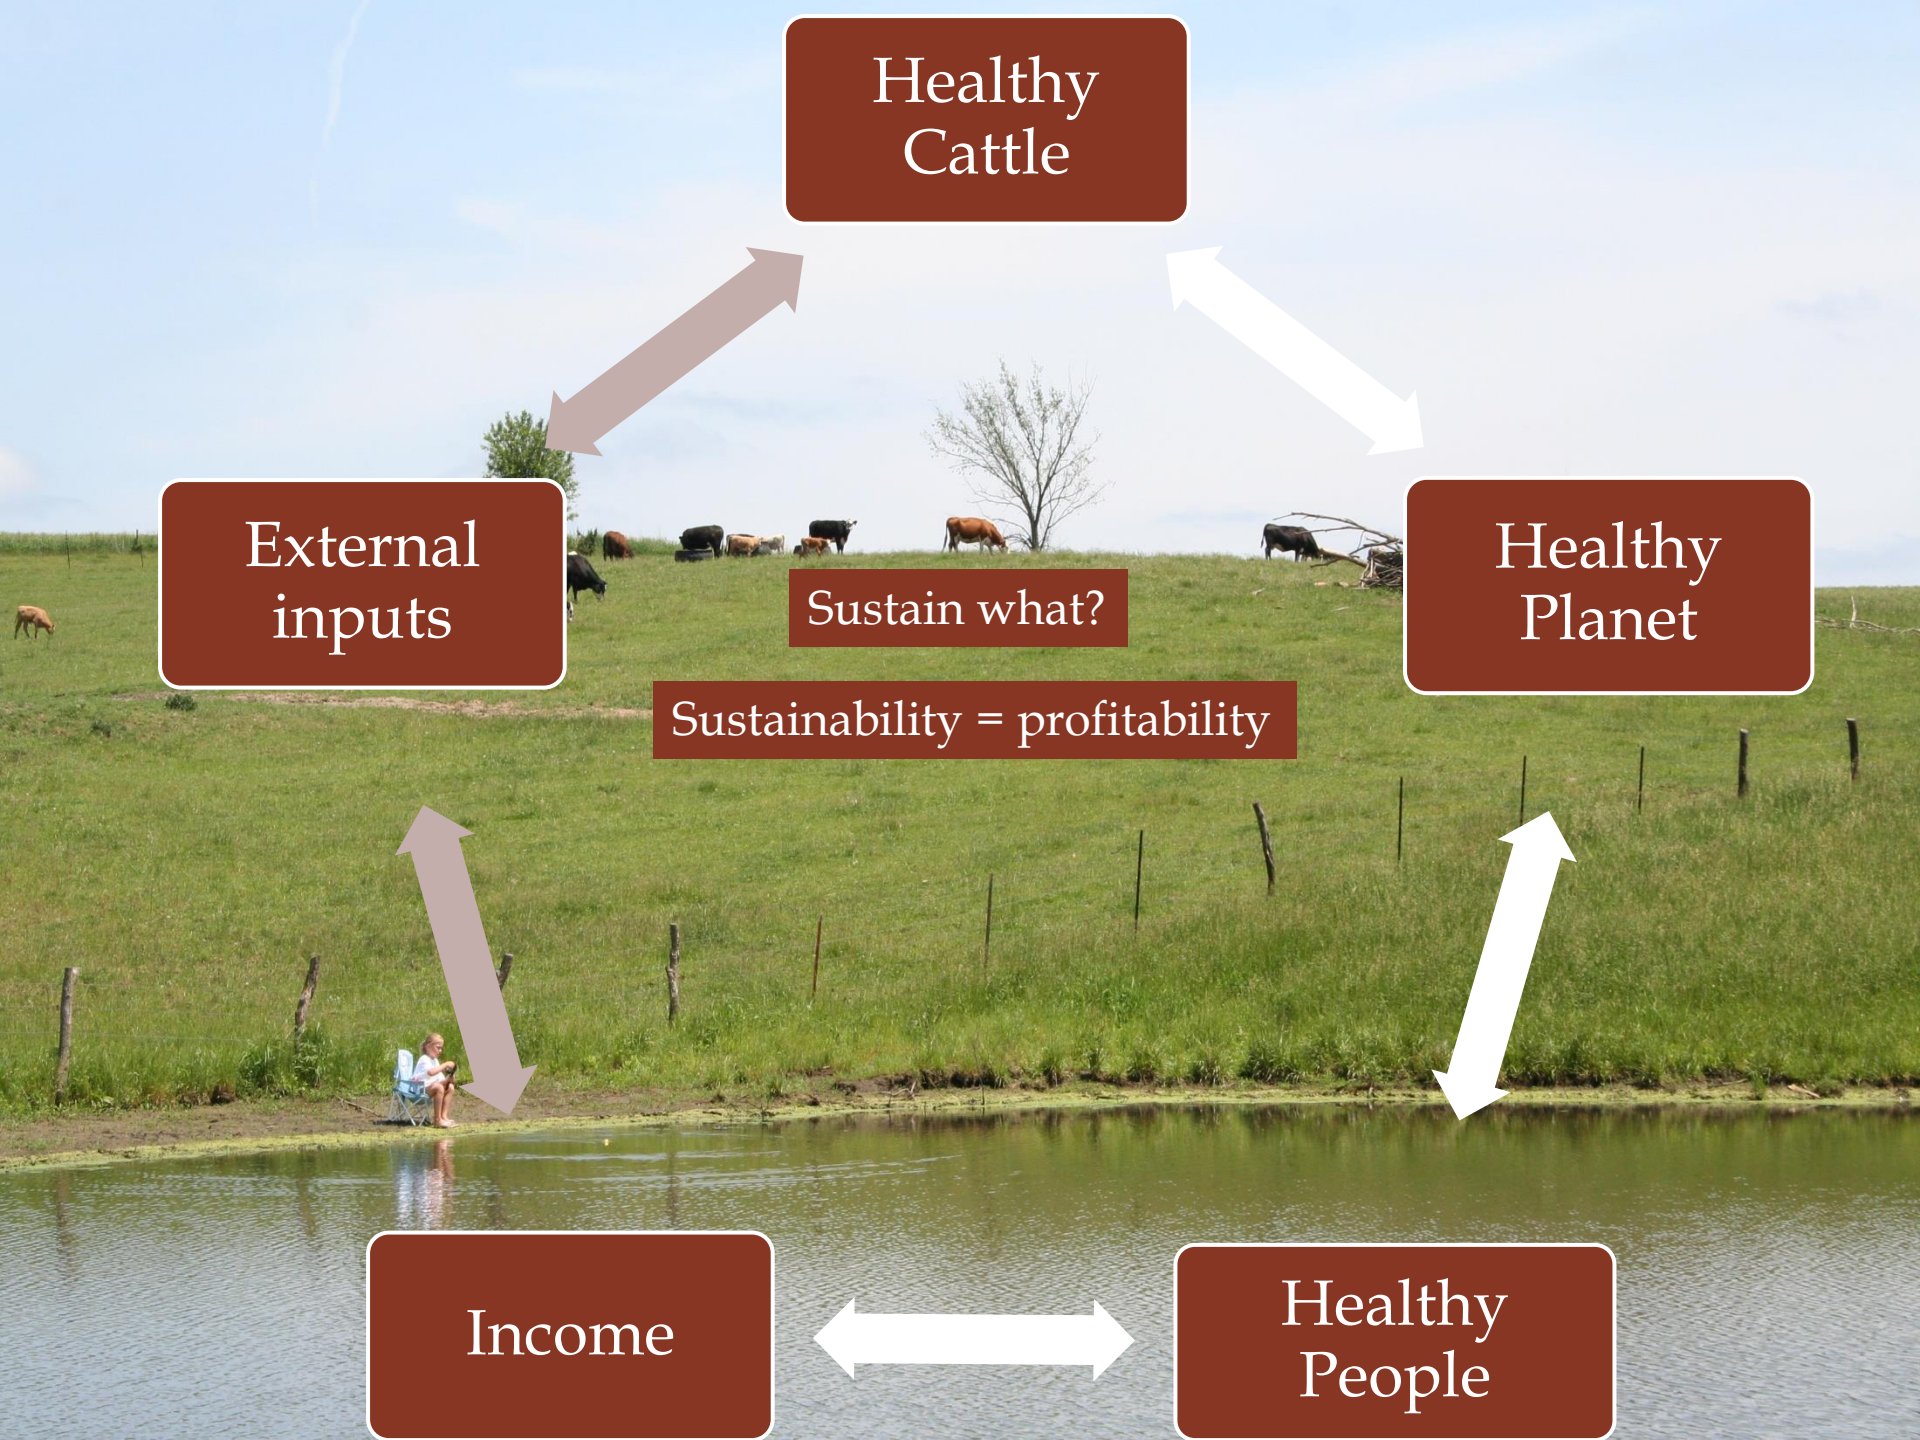 Healthy
Cattle
External
inputs
Healthy
Planet
Sustain what?
Sustainability = profitability
Income
Healthy
People